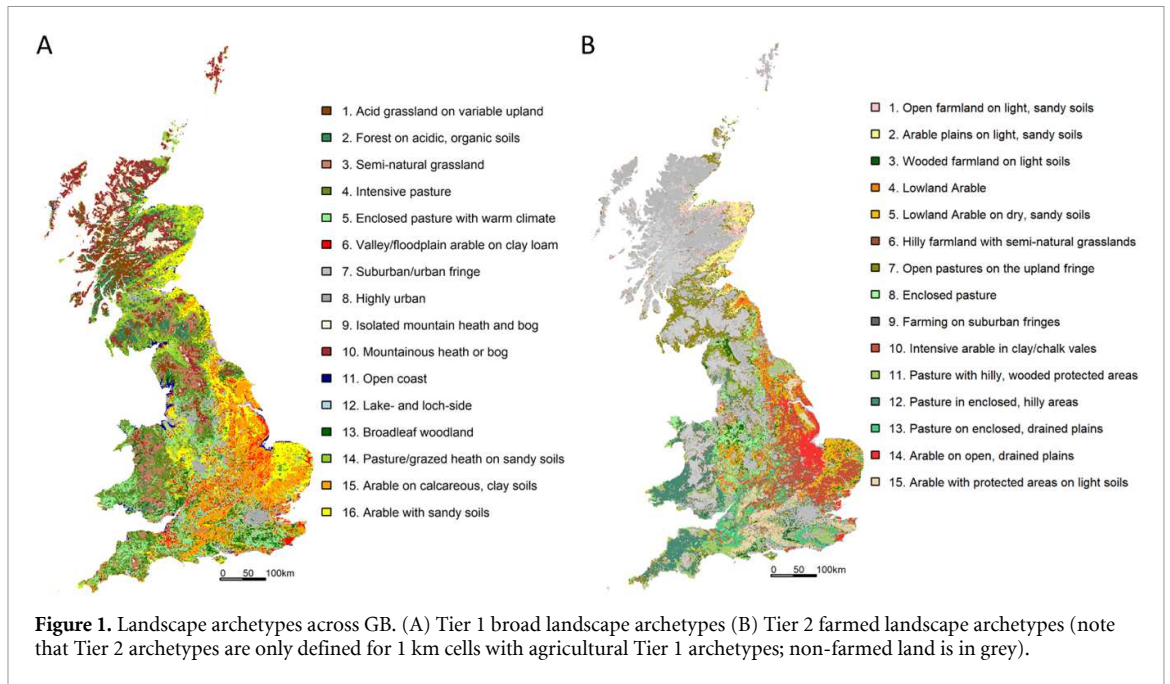 A
1. Acid grassland on variable upland
2. Forest on acidic, organic soils
3. Semi-natural grassland
4. Intensive pasture
5. Enclosed pasture with warm climate
6. Valley/floodplain arable on clay loam
7. Suburban/urban fringe
8. Highly urban
9. Isolated mountain heath and bog
10. Mountainous heath or bog
11. Open coast
12. Lake- and loch-side
13. Broadleaf woodland
14. Pasture/grazed heath on sandy soils
15. Arable on calcareous, clay soils
16. Arable with sandy soils
0 50 100km
B
1. Open farmland on light, sandy soils
2. Arable plains on light, sandy soils
3. Wooded farmland on light soils
4. Lowland Arable
5. Lowland Arable on dry, sandy soils
6. Hilly farmland with semi-natural grasslands
7. Open pastures on the upland fringe
8. Enclosed pasture
9. Farming on suburban fringes
10. Intensive arable in clay/chalk vales
11. Pasture with hilly, wooded protected areas
12. Pasture in enclosed, hilly areas
13. Pasture on enclosed, drained plains
14. Arable on open, drained plains
15. Arable with protected areas on light soils
0 50 100km
Figure 1. Landscape archetypes across GB. (A) Tier 1 broad landscape archetypes (B) Tier 2 farmed landscape archetypes (note
that Tier 2 archetypes are only defined for 1 km cells with agricultural Tier 1 archetypes; non-farmed land is in grey).